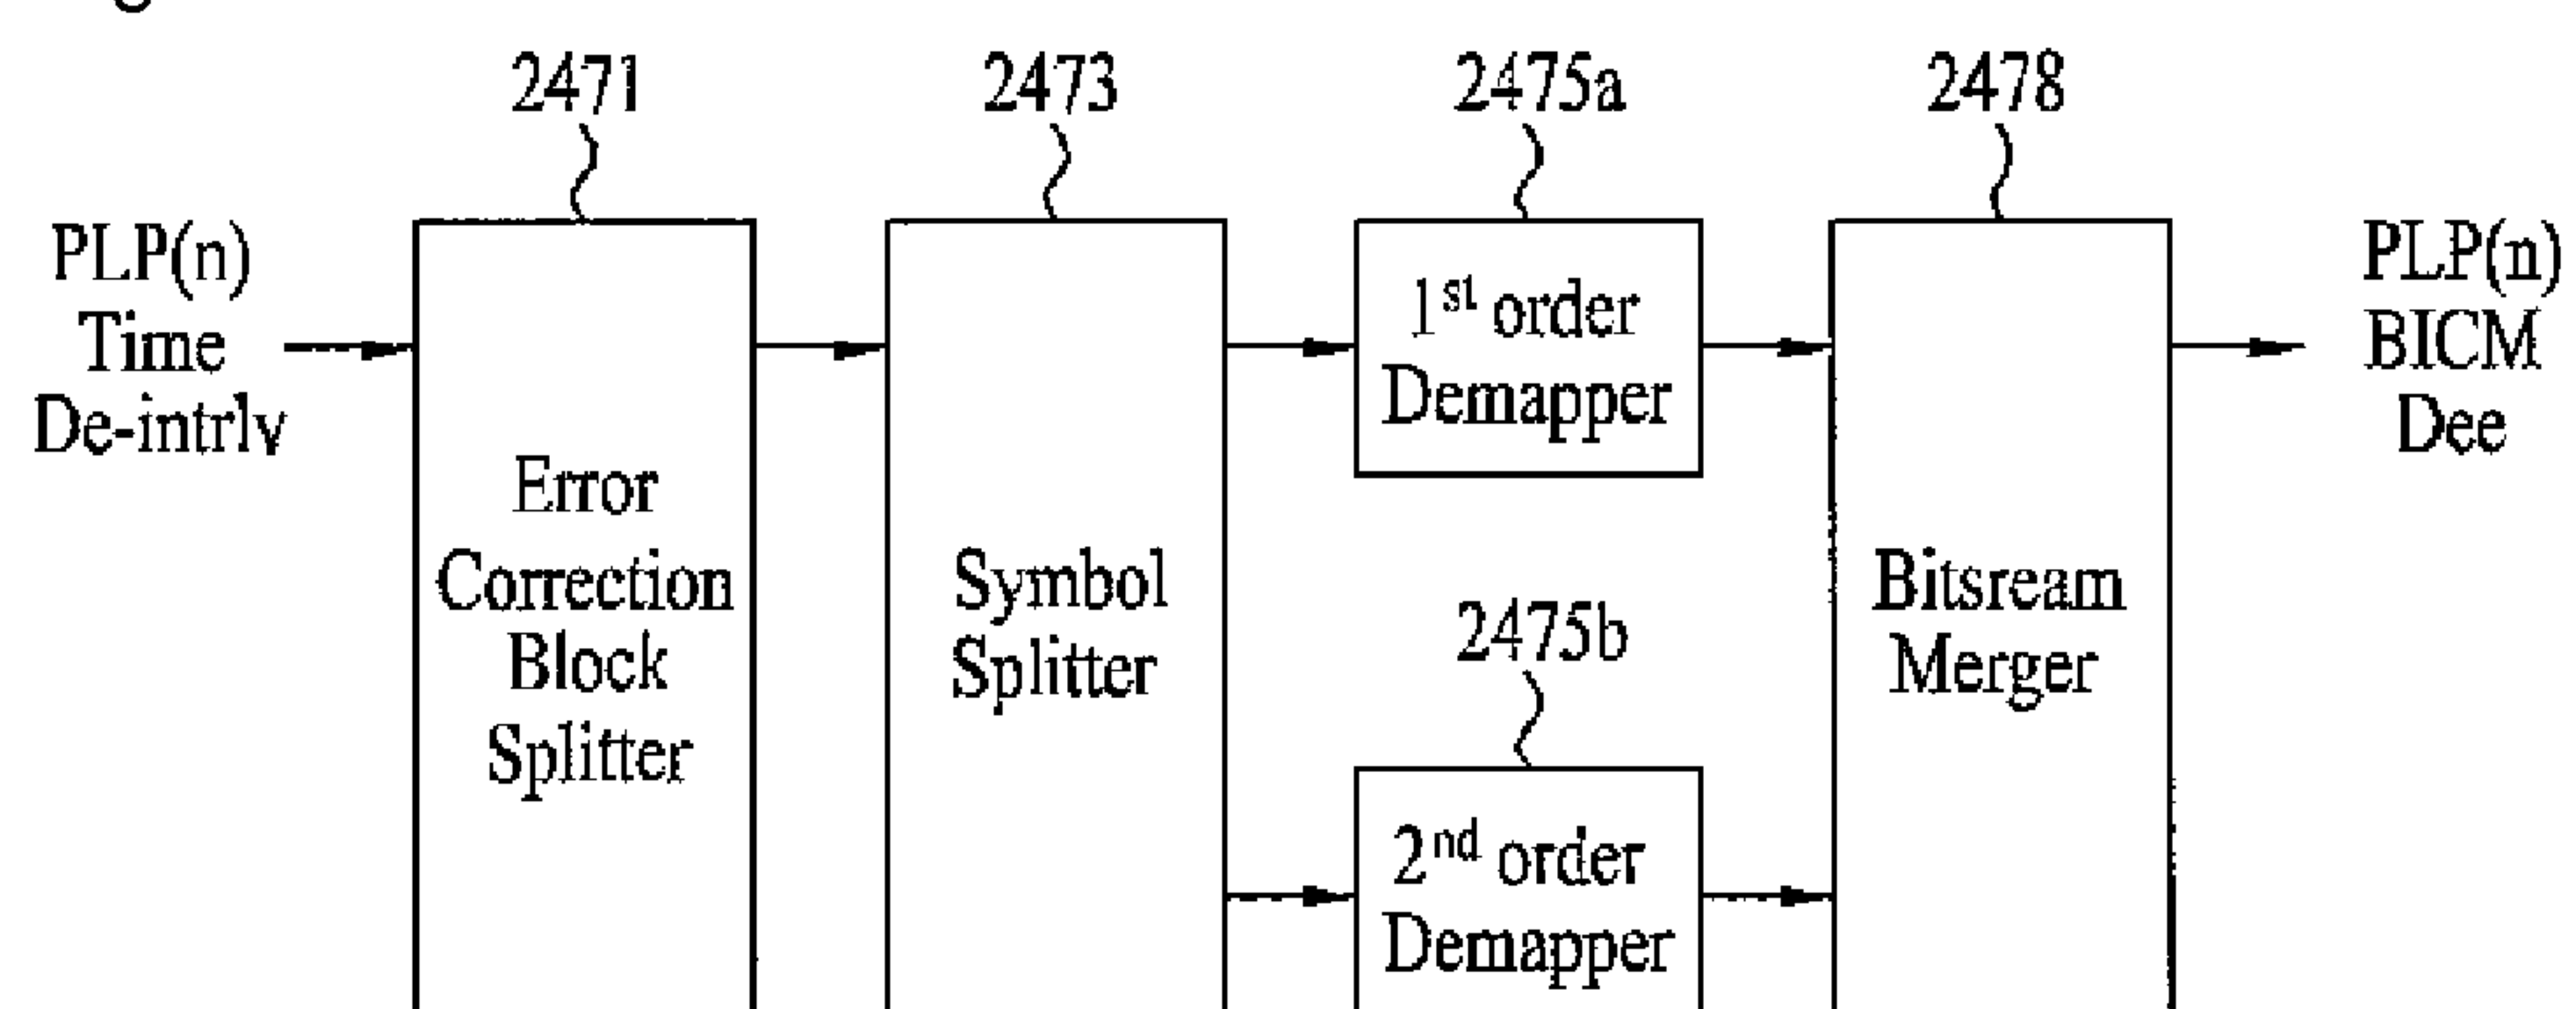 2471
2473
2475a
2478
PLP(n)
Time
De-intrlv
Error
Correction
Block
Splitter
Symbol
Splitter
1st order
Demapper
2475b
2nd order
Demapper
Bitsream
Merger
PLP(n)
BICM
Dee